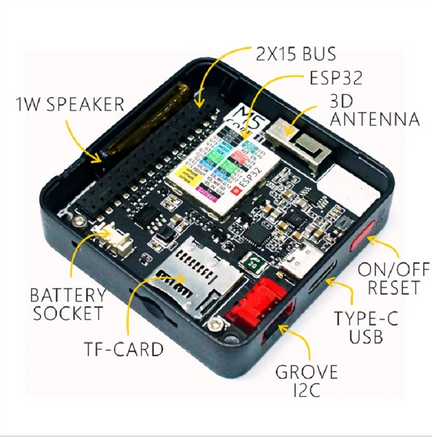 2X15 BUS
ESP32
3D
ANTENNA
1W SPEAKER
M5
ESP32
ON/OFF
RESET
BATTERY
SOCKET
TYPE-C
USB
TF-CARD
GROVE
I2C